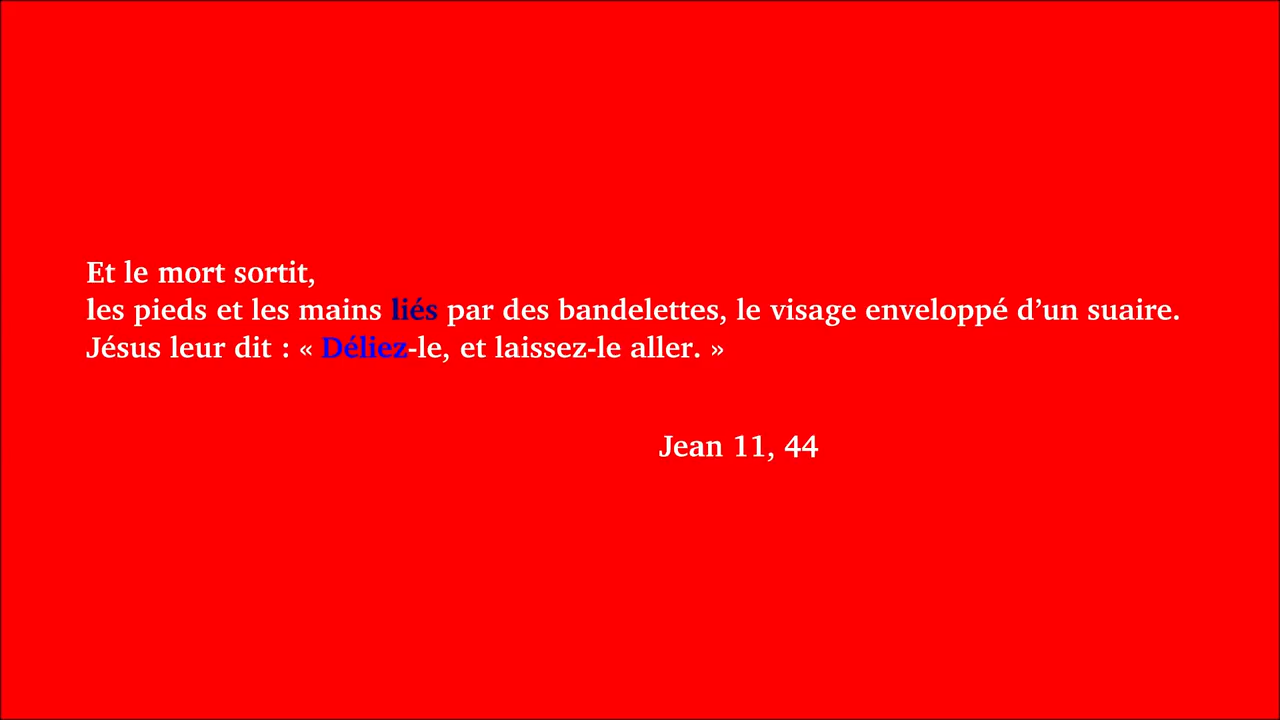 Et le mort sortit,
les pieds et les mains liés par des bandelettes, le visage enveloppé d’un suaire.
Jésus leur dit : « Déliez-le, et laissez-le aller. »
Jean 11, 44